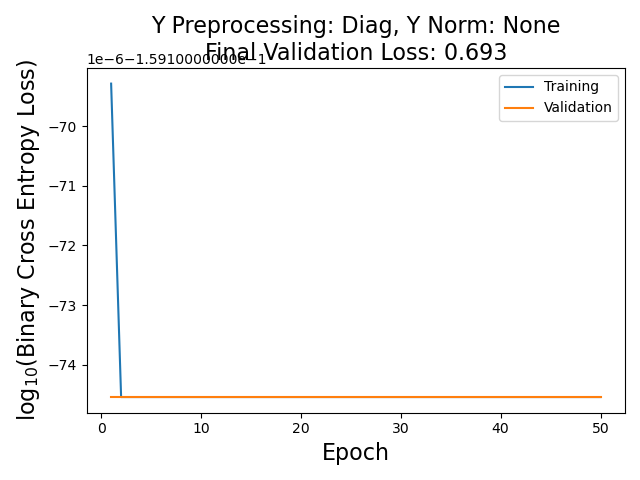 Y Preprocessing: Diag, Y Norm: None
Final Validation Loss: 0.693
1e−6−1.5910000000e−1
Training
Validation
−70
−71
−72
−73
−74
log₁₀(Binary Cross Entropy Loss)
0 10 20 30 40 50
Epoch